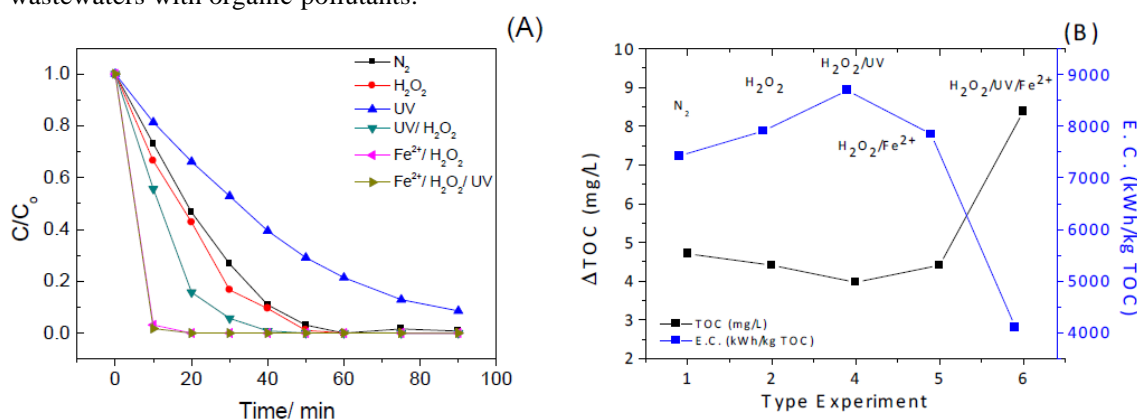 wastewaters with organic pollutants.
(A)
N₂
H₂O₂
UV
UV/ H₂O₂
Fe²⁺/ H₂O₂
Fe²⁺/ H₂O₂/ UV
C/Cₒ
1.0
0.8
0.6
0.4
0.2
0.0
0 20 40 60 80 100
Time/ min
(B)
ΔTOC (mg/L)
10
9
8
7
6
5
4
3
2
N₂
H₂O₂
H₂O₂/UV
H₂O₂/Fe²⁺
H₂O₂/UV/Fe²⁺
TOC (mg/L)
E.C. (kWh/kg TOC)
1 2 4 5 6
Type Experiment
9000
8000
7000
6000
5000
4000
E. C. (kWh/kg TOC)